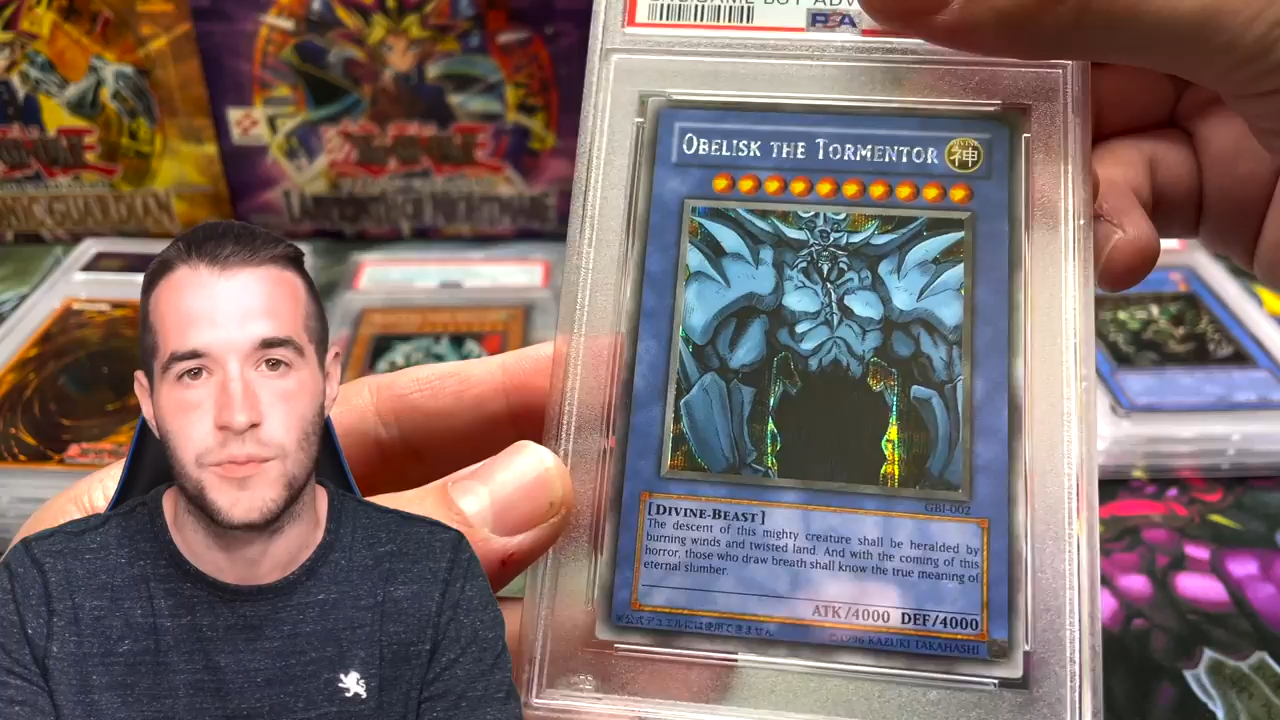 PSA
OBELISK THE TORMENTOR
神
GBI-002
[DIVINE-BEAST]
The descent of this mighty creature shall be heralded by
burning winds and twisted land. And with the coming of this
horror, those who draw breath shall know the true meaning of
eternal slumber.
ATK/4000 DEF/4000
※公式デュエルには使用できません
©1996 KAZUKI TAKAHASHI